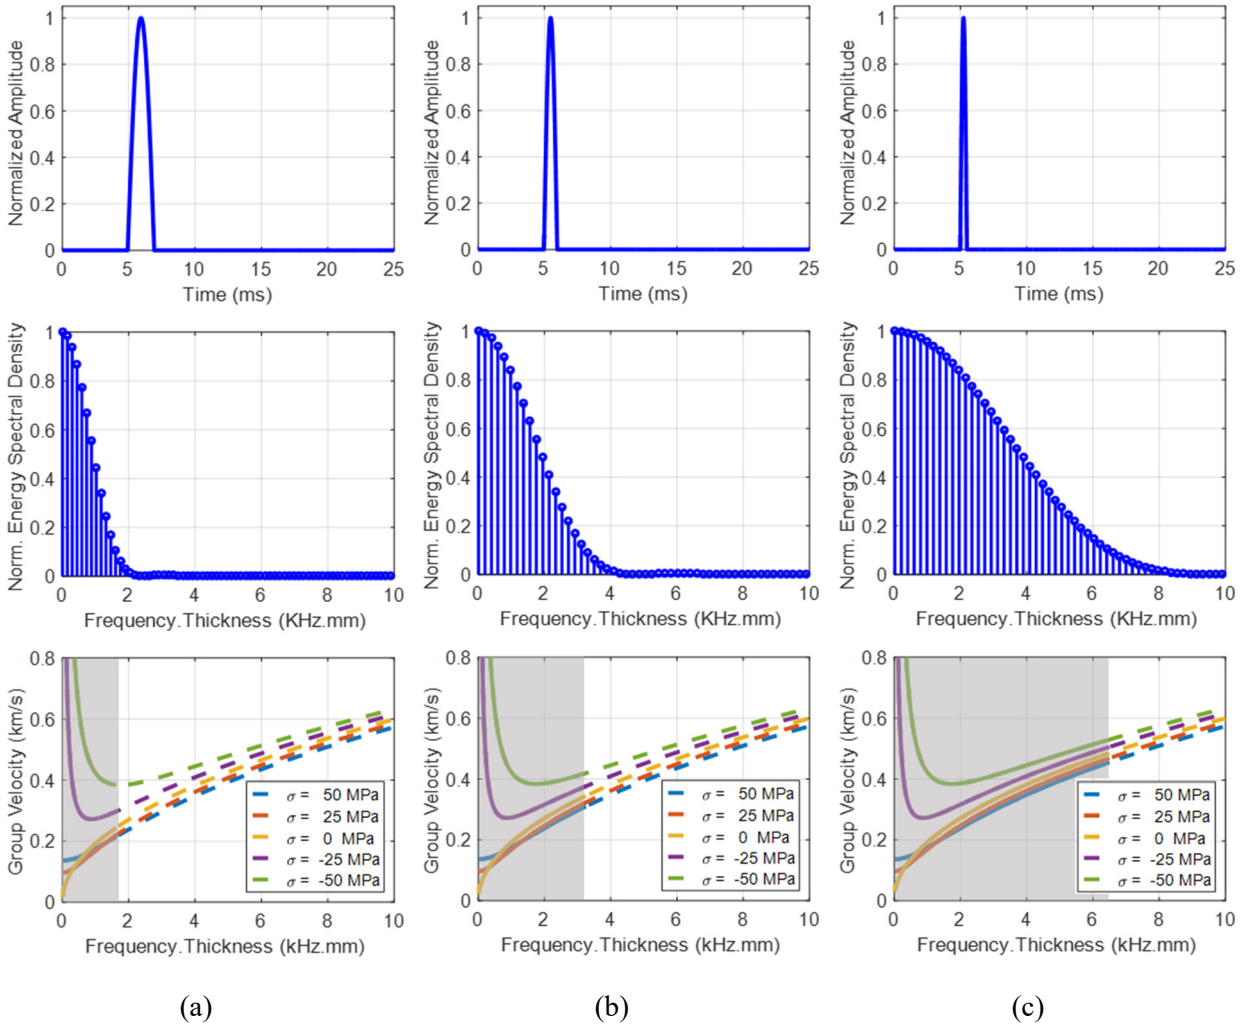 1
0.8
0.6
0.4
0.2
0
Normalized Amplitude
0 5 10 15 20 25
Time (ms)
1
0.8
0.6
0.4
0.2
0
Normalized Amplitude
0 5 10 15 20 25
Time (ms)
1
0.8
0.6
0.4
0.2
0
Normalized Amplitude
0 5 10 15 20 25
Time (ms)
1
0.8
0.6
0.4
0.2
0
Norm. Energy Spectral Density
0 2 4 6 8 10
Frequency.Thickness (KHz.mm)
1
0.8
0.6
0.4
0.2
0
Norm. Energy Spectral Density
0 2 4 6 8 10
Frequency.Thickness (KHz.mm)
1
0.8
0.6
0.4
0.2
0
Norm. Energy Spectral Density
0 2 4 6 8 10
Frequency.Thickness (KHz.mm)
0.8
0.6
0.4
0.2
0
Group Velocity (km/s)
σ = 50 MPa
σ = 25 MPa
σ = 0 MPa
σ = -25 MPa
σ = -50 MPa
0 2 4 6 8 10
Frequency.Thickness (kHz.mm)
0.8
0.6
0.4
0.2
0
Group Velocity (km/s)
σ = 50 MPa
σ = 25 MPa
σ = 0 MPa
σ = -25 MPa
σ = -50 MPa
0 2 4 6 8 10
Frequency.Thickness (kHz.mm)
0.8
0.6
0.4
0.2
0
Group Velocity (km/s)
σ = 50 MPa
σ = 25 MPa
σ = 0 MPa
σ = -25 MPa
σ = -50 MPa
0 2 4 6 8 10
Frequency.Thickness (kHz.mm)
(a)
(b)
(c)